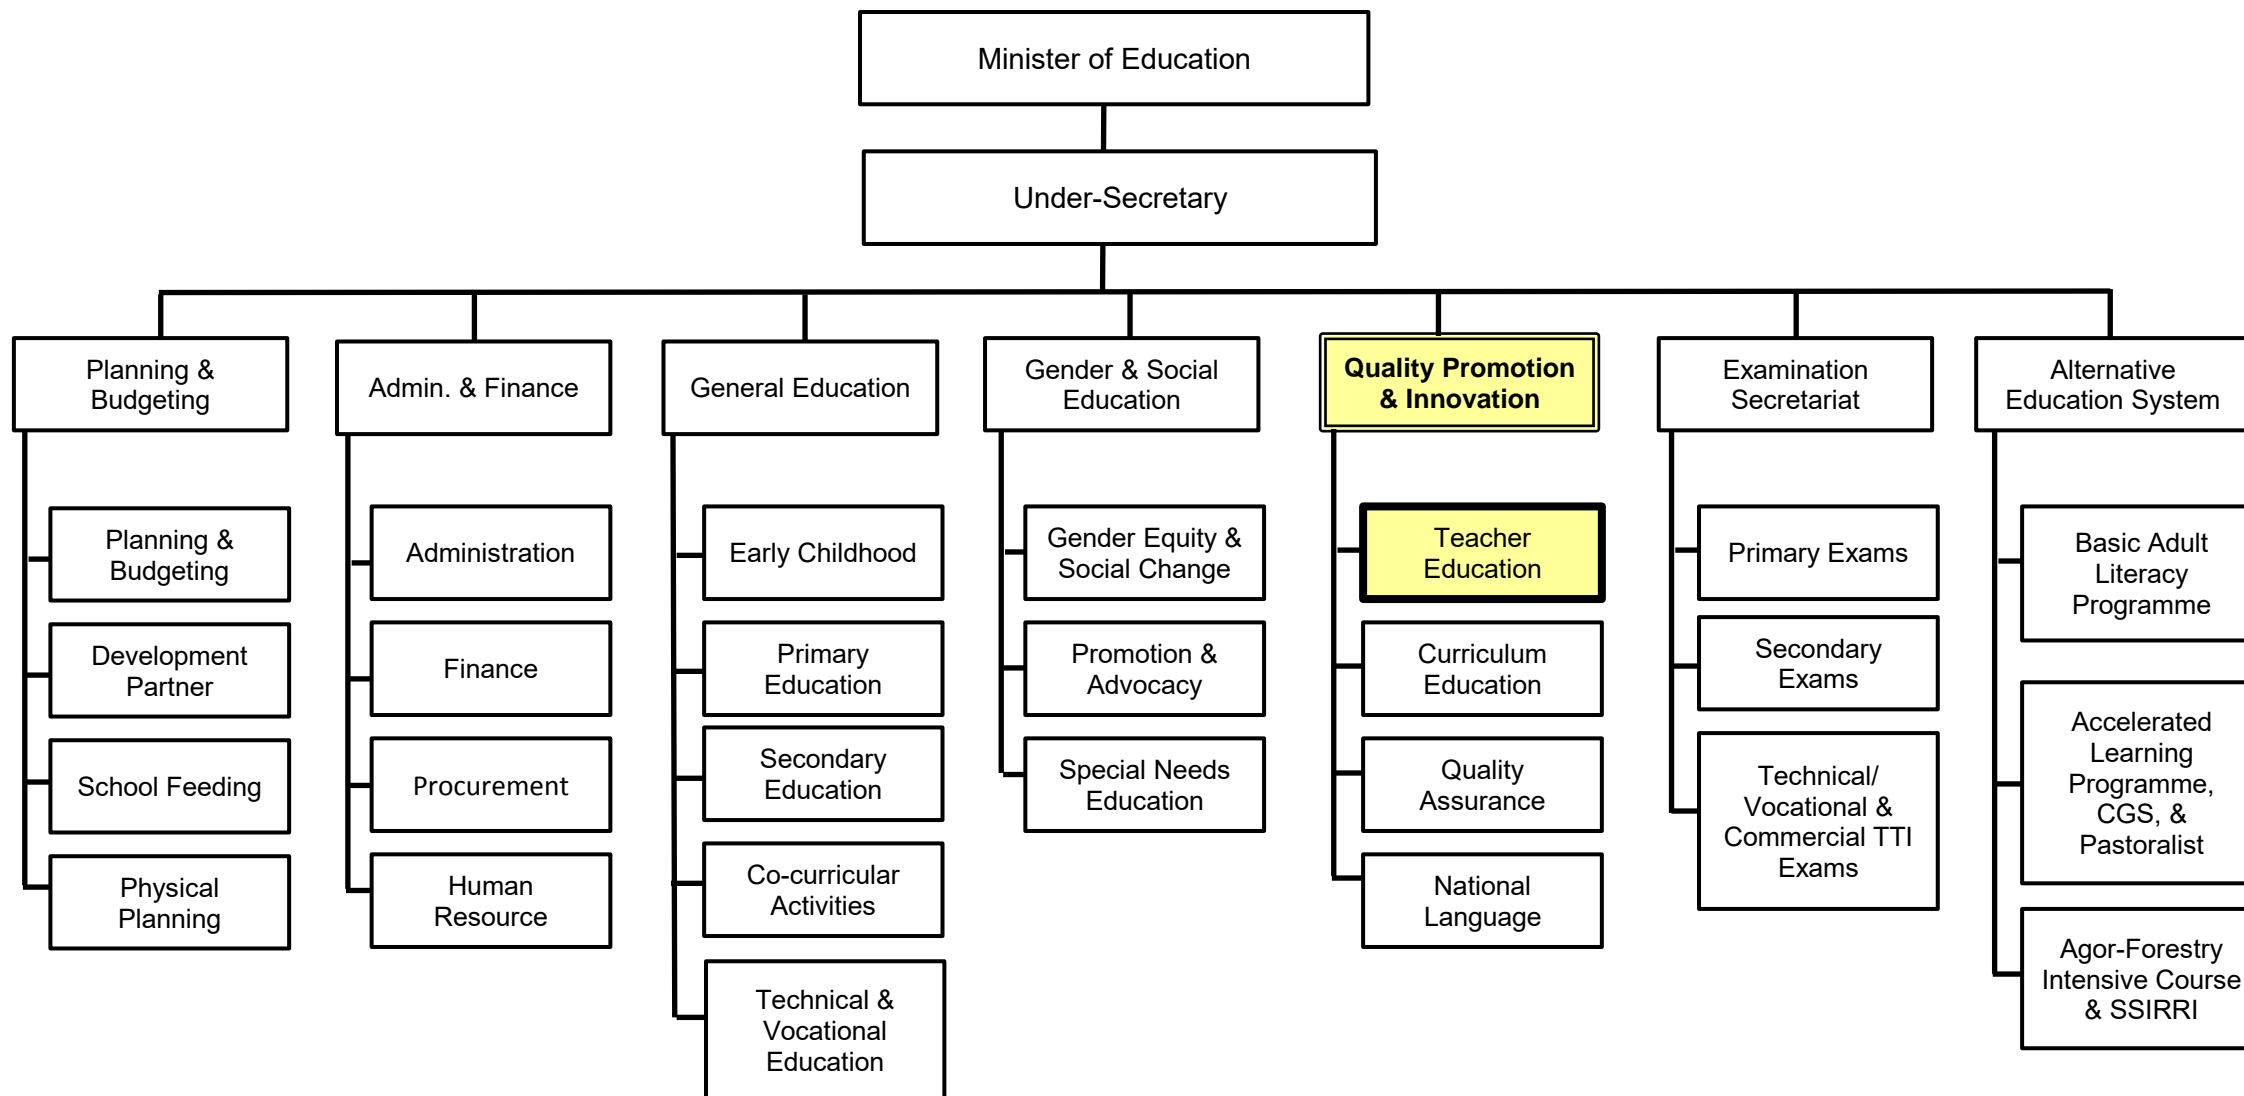 Minister of Education
Under-Secretary
Planning &
Budgeting
Admin. & Finance
General Education
Gender & Social
Education
Quality Promotion
& Innovation
Examination
Secretariat
Alternative
Education System
Planning &
Budgeting
Development
Partner
School Feeding
Physical
Planning
Administration
Finance
Procurement
Human
Resource
Early Childhood
Primary
Education
Secondary
Education
Co-curricular
Activities
Technical &
Vocational
Education
Gender Equity &
Social Change
Promotion &
Advocacy
Special Needs
Education
Teacher
Education
Curriculum
Education
Quality
Assurance
National
Language
Primary Exams
Secondary
Exams
Technical/
Vocational &
Commercial TTI
Exams
Basic Adult
Literacy
Programme
Accelerated
Learning
Programme,
CGS, &
Pastoralist
Agor-Forestry
Intensive Course
& SSIRRI